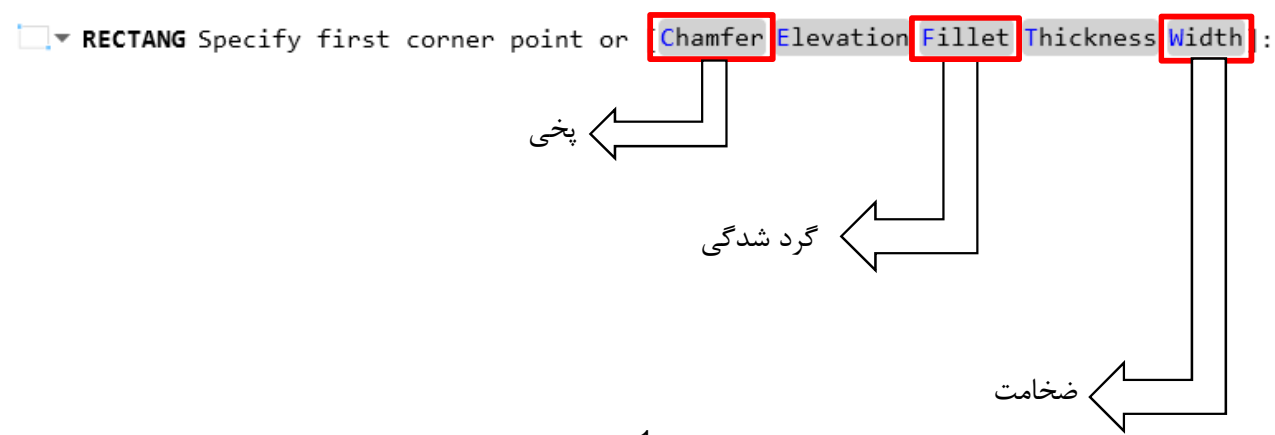 RECTANG Specify first corner point or [Chamfer Elevation Fillet Thickness Width]:
پخی
گرد شدگی
ضخامت